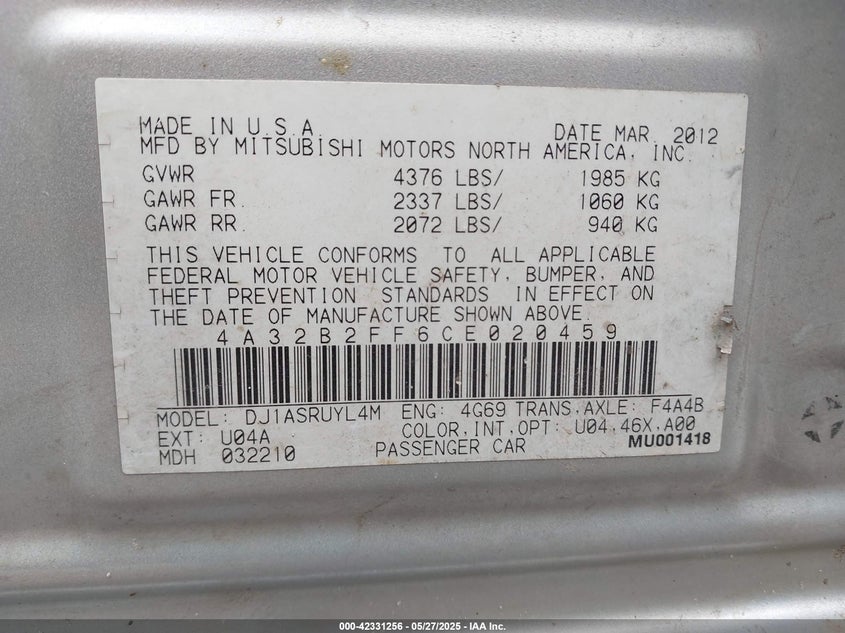 MADE IN U.S.A. DATE MAR. 2012
MFD BY MITSUBISHI MOTORS NORTH AMERICA, INC.
GVWR 4376 LBS/ 1985 KG
GAWR FR. 2337 LBS/ 1060 KG
GAWR RR. 2072 LBS/ 940 KG
THIS VEHICLE CONFORMS TO ALL APPLICABLE
FEDERAL MOTOR VEHICLE SAFETY, BUMPER, AND
THEFT PREVENTION STANDARDS IN EFFECT ON
THE DATE OF MANUFACTURE SHOWN ABOVE.
4A32B2FF6CE020459
MODEL: DJ1ASRUYL4M ENG: 4G69 TRANS,AXLE: F4A4B
EXT: U04A COLOR,INT,OPT: U04,46X,A00
MDH 032210 PASSENGER CAR MU001418
000-42331256 — 05/27/2025 — IAA Inc.